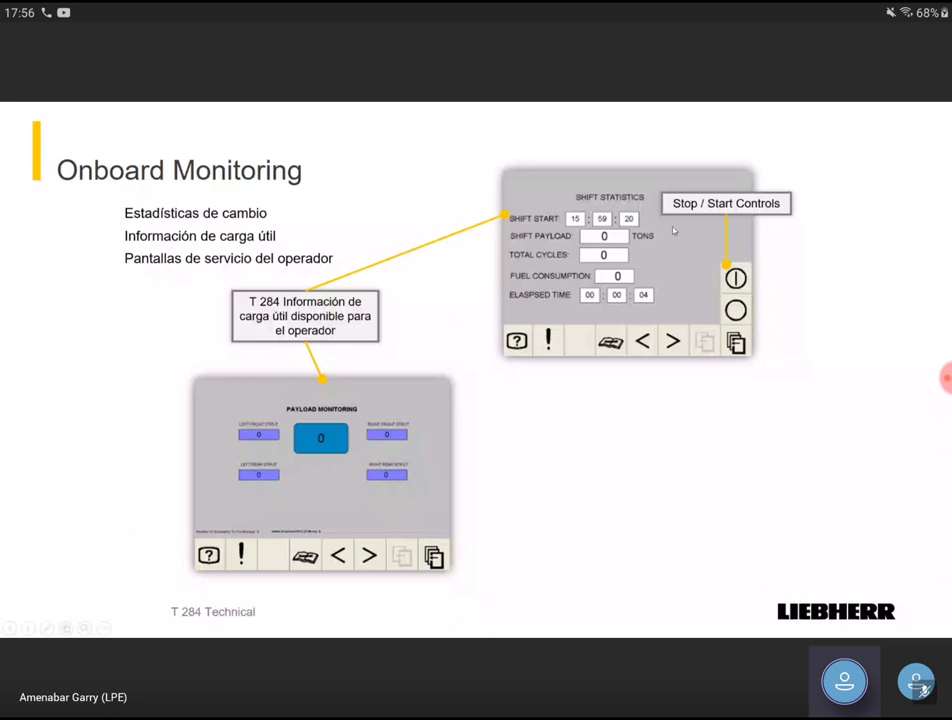 17:56
68%
Onboard Monitoring
Estadísticas de cambio
Información de carga útil
Pantallas de servicio del operador
T 284 Información de
carga útil disponible para
el operador
SHIFT STATISTICS
Stop / Start Controls
SHIFT START: 15 : 59 : 20
SHIFT PAYLOAD: 0 TONS
TOTAL CYCLES: 0
FUEL CONSUMPTION: 0
ELASPSED TIME: 00 : 00 : 04
PAYLOAD MONITORING
LEFT FRONT STRUT
0
0
RIGHT FRONT STRUT
0
LEFT REAR STRUT
0
RIGHT REAR STRUT
0
T 284 Technical
LIEBHERR
Amenabar Garry (LPE)